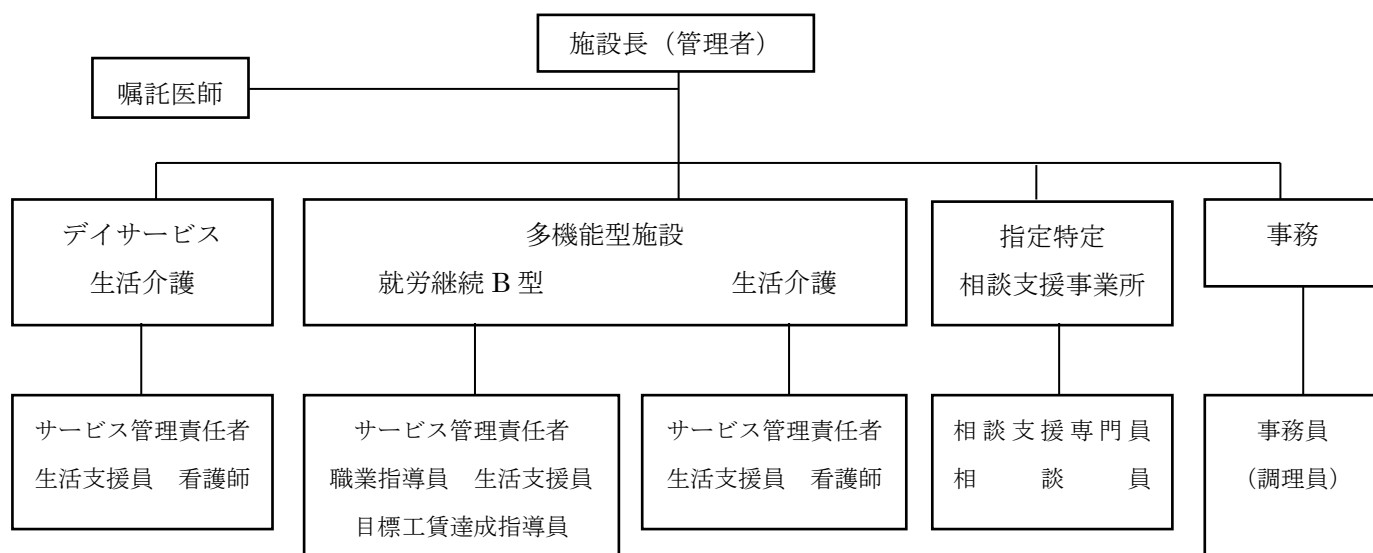 施設長（管理者）
嘱託医師
デイサービス
生活介護
多機能型施設
就労継続 B 型　生活介護
指定特定
相談支援事業所
事務
サービス管理責任者
生活支援員　看護師
サービス管理責任者
職業指導員　生活支援員
目標工賃達成指導員
サービス管理責任者
生活支援員　看護師
相談支援専門員
相談員
事務員
（調理員）